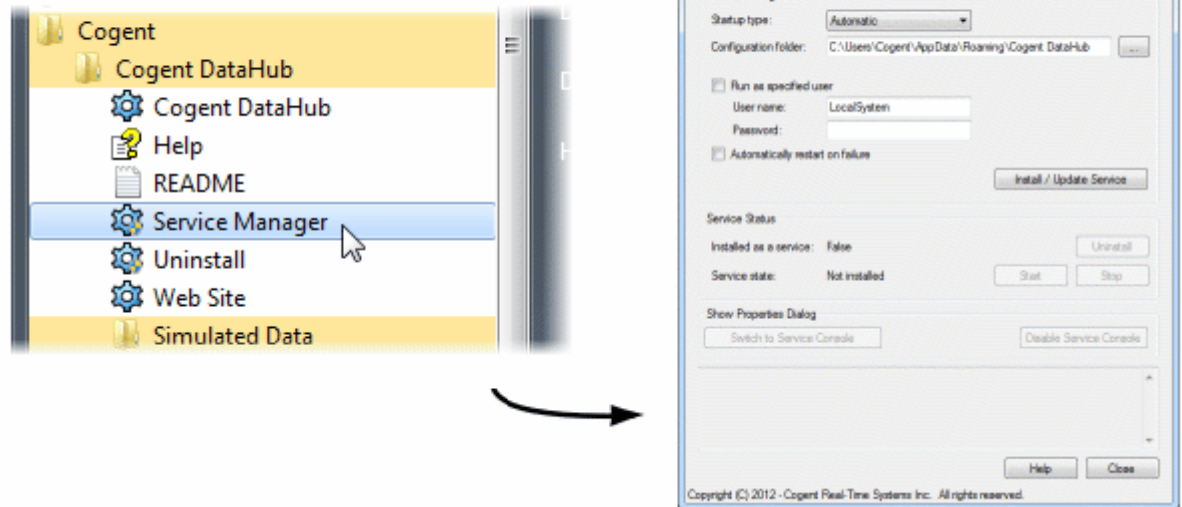 Cogent
Cogent DataHub
Cogent DataHub
Help
README
Service Manager
Uninstall
Web Site
Simulated Data
Startup type: Automatic
Configuration folder: C:\Users\Cogent\AppData\Roaming\Cogent DataHub ...
Run as specified user
User name: LocalSystem
Password:
Automatically restart on failure
Install / Update Service
Service Status
Installed as a service: False Uninstall
Service state: Not installed Start Stop
Show Properties Dialog
Switch to Service Console Disable Service Console
Help Close
Copyright (C) 2012 - Cogent Real-Time Systems Inc. All rights reserved.